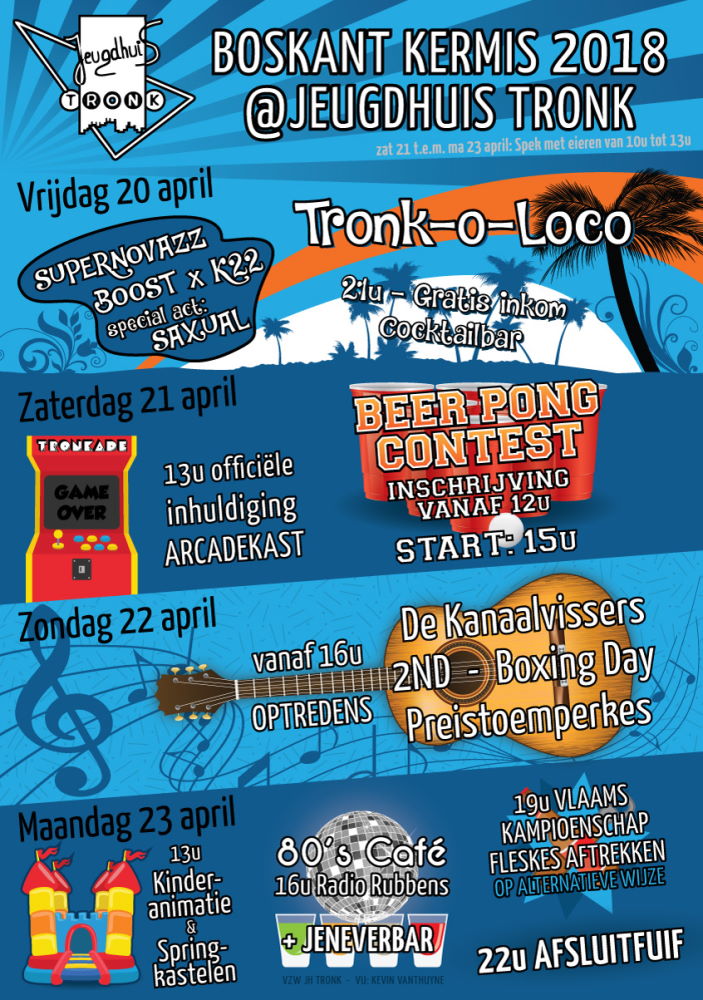 Jeugdhuis
TRONK
BOSKANT KERMIS 2018
@JEUGDHUIS TRONK
zat 21 t.e.m. ma 23 april: Spek met eieren van 10u tot 13u
Vrijdag 20 april
SUPERNOVAZZ
BOOST x K22
special act:
SAXUAL
Tronk-o-Loco
21u - Gratis inkom
Cocktailbar
Zaterdag 21 april
TRONKADE
GAME
OVER
13u officiële
inhuldiging
ARCADEKAST
BEER PONG
CONTEST
INSCHRIJVING
VANAF 12U
START: 15U
Zondag 22 april
vanaf 16u
OPTREDENS
De Kanaalvissers
2ND - Boxing Day
Preistoemperkes
Maandag 23 april
13u
Kinder-
animatie
&
Spring-
kastelen
80's Café
16u Radio Rubbens
+ JENEVERBAR
19u VLAAMS
KAMPIOENSCHAP
FLESKES AFTREKKEN
OP ALTERNATIEVE WIJZE
22u AFSLUITFUIF
VZW JH TRONK - VU: KEVIN VANTHUYNE